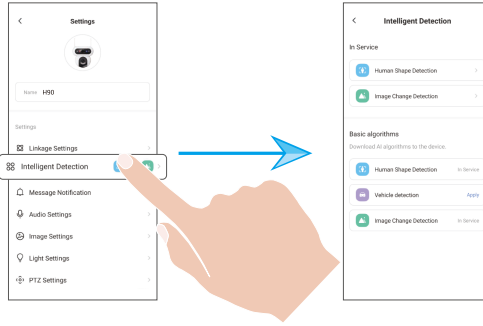 Settings
Name H90
Settings
Linkage Settings
Intelligent Detection
Message Notification
Audio Settings
Image Settings
Light Settings
PTZ Settings
Intelligent Detection
In Service
Human Shape Detection
Image Change Detection
Basic algorithms
Download AI algorithms to the device.
Human Shape Detection In Service
Vehicle detection Apply
Image Change Detection In Service